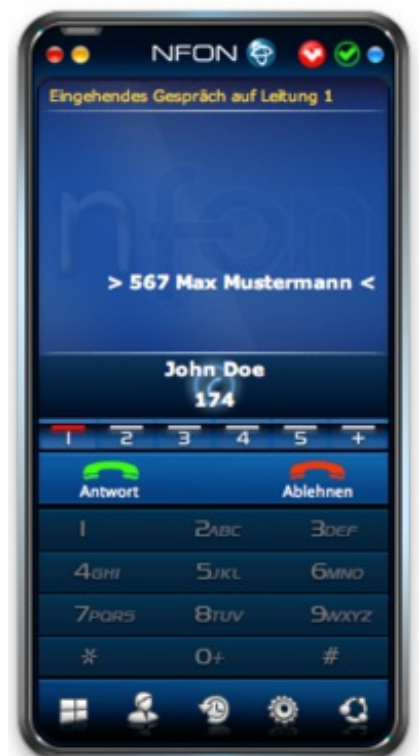 NFON
Eingehendes Gespräch auf Leitung 1
nfon
> 567 Max Mustermann <
John Doe
174
1 2 3 4 5 +
Antwort Ablehnen
1 2ABC 3DEF
4GHI 5JKL 6MNO
7PQRS 8TUV 9WXYZ
* 0+ #